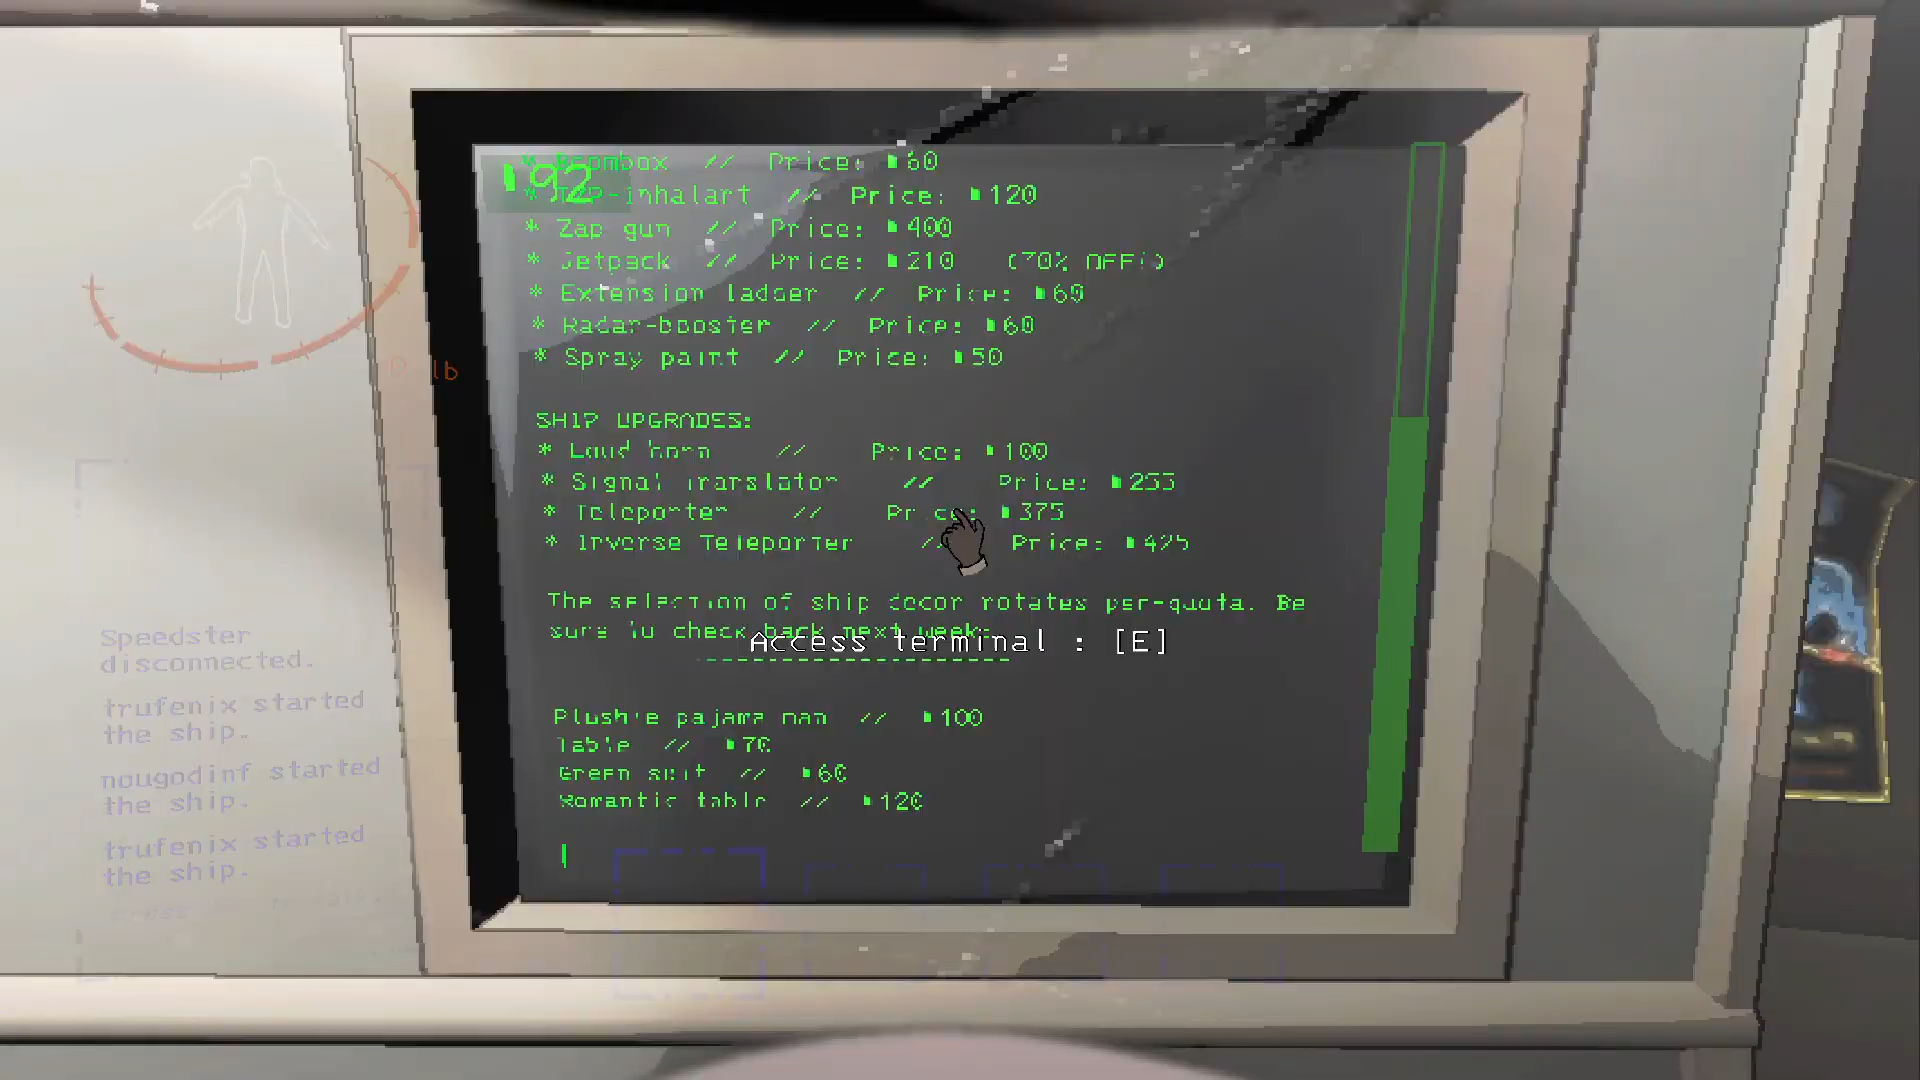 * Boombox // Price: ▮60
▮92
* TZP-inhalant // Price: ▮120
* Zap gun // Price: ▮400
* Jetpack // Price: ▮210 (70% OFF!)
* Extension ladder // Price: ▮60
* Radar-booster // Price: ▮60
* Spray paint // Price: ▮50
lb
SHIP UPGRADES:
* Loud horn // Price: ▮100
* Signal translator // Price: ▮255
* Teleporter // Price: ▮375
* Inverse Teleporter // Price: ▮425
The selection of ship decor rotates per-quota. Be
sure to check back next week:
Access terminal : [E]
Plushie pajama man // ▮100
Table // ▮70
Green suit // ▮60
Romantic table // ▮120
Speedster
disconnected.
trufenix started
the ship.
nougodinf started
the ship.
trufenix started
the ship.